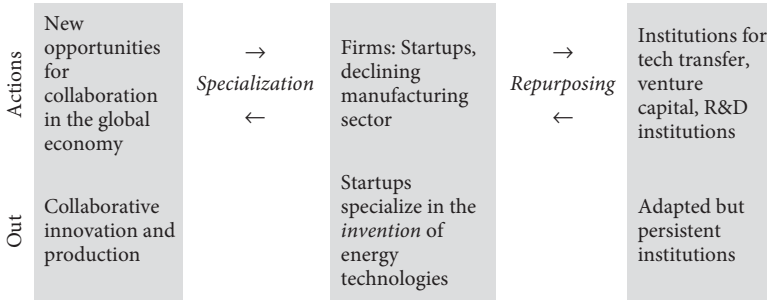 Actions
New
opportunities
for
collaboration
in the global
economy
→
Specialization
←
Firms: Startups,
declining
manufacturing
sector
→
Repurposing
←
Institutions for
tech transfer,
venture
capital, R&D
institutions
Out
Collaborative
innovation and
production
Startups
specialize in the
invention of
energy
technologies
Adapted but
persistent
institutions